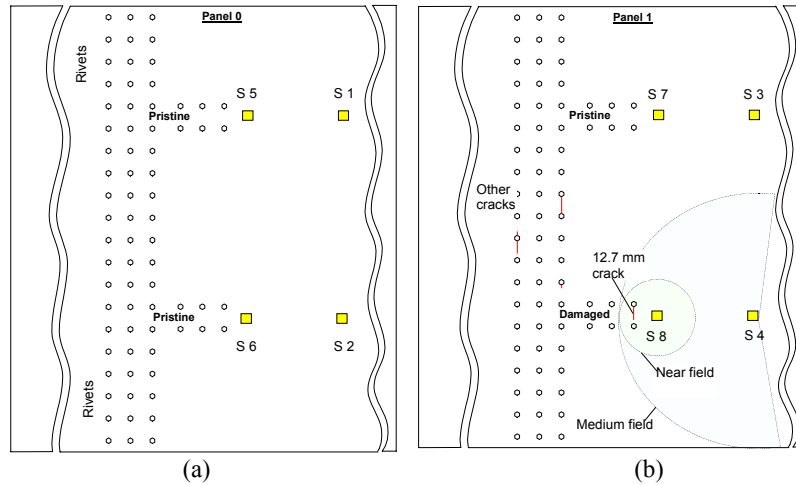 Panel 0
Rivets
S 5
S 1
Pristine
Pristine
S 6
S 2
Rivets
(a)
Panel 1
S 7
S 3
Pristine
Other
cracks
12.7 mm
crack
Damaged
S 8
S 4
Near field
Medium field
(b)